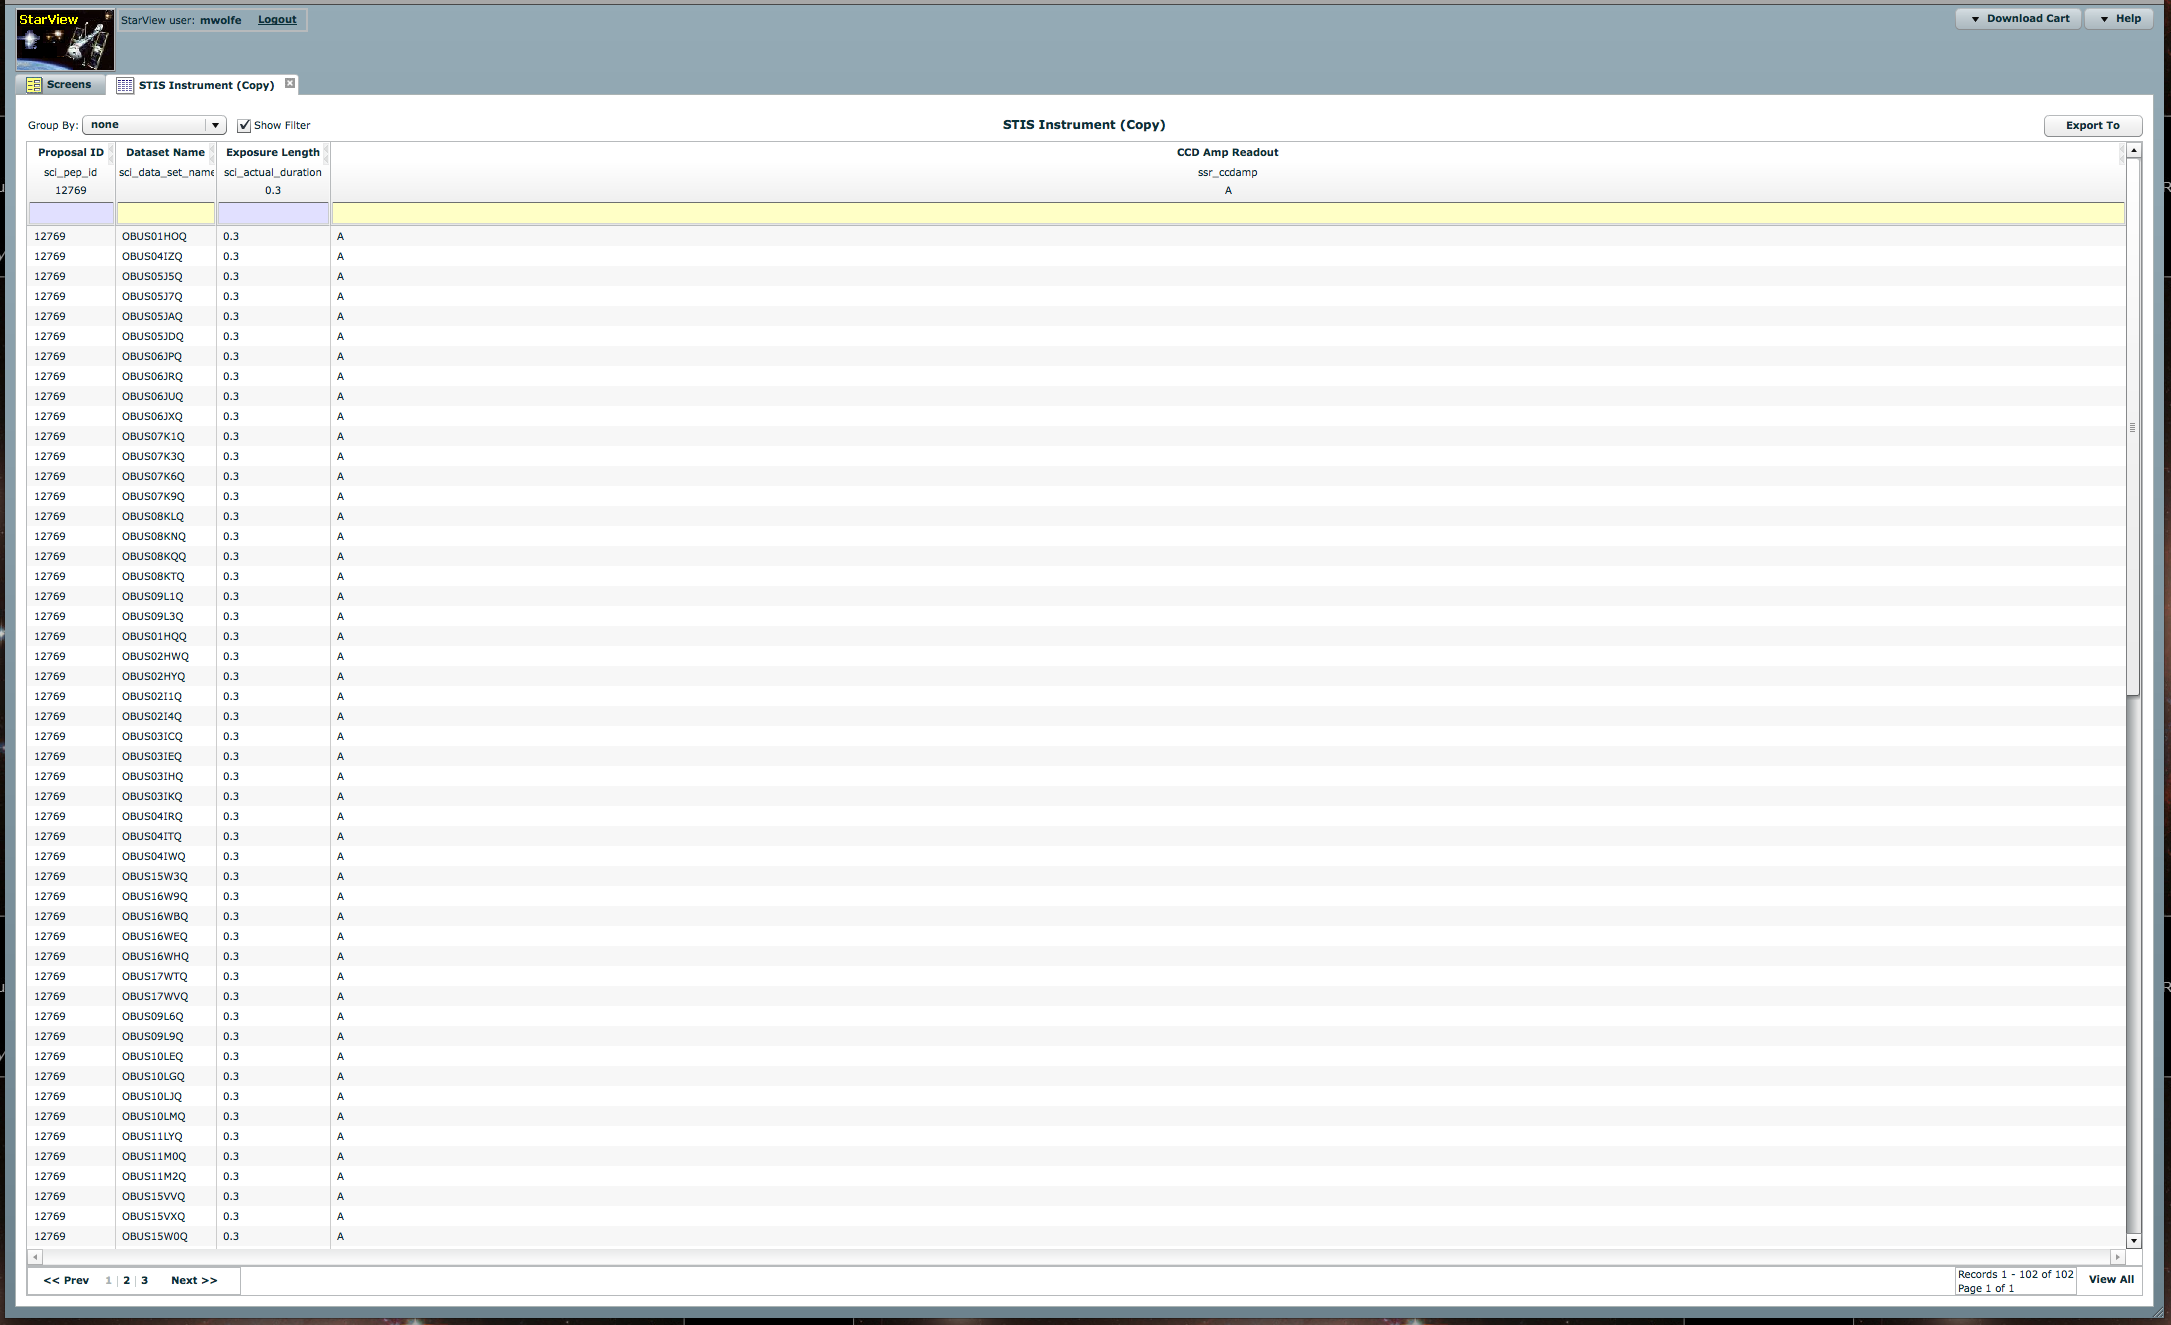 StarView
StarView user: mwolfe Logout
Download Cart Help
Screens STIS Instrument (Copy)
Group By: none Show Filter STIS Instrument (Copy) Export To
Proposal ID Dataset Name Exposure Length CCD Amp Readout
sci_pep_id sci_data_set_name sci_actual_duration ssr_ccdamp
12769 0.3 A
12769 OBUS01HOQ 0.3 A
12769 OBUS04IZQ 0.3 A
12769 OBUS05J5Q 0.3 A
12769 OBUS05J7Q 0.3 A
12769 OBUS05JAQ 0.3 A
12769 OBUS05JDQ 0.3 A
12769 OBUS06JPQ 0.3 A
12769 OBUS06JRQ 0.3 A
12769 OBUS06JUQ 0.3 A
12769 OBUS06JXQ 0.3 A
12769 OBUS07K1Q 0.3 A
12769 OBUS07K3Q 0.3 A
12769 OBUS07K6Q 0.3 A
12769 OBUS07K9Q 0.3 A
12769 OBUS08KLQ 0.3 A
12769 OBUS08KNQ 0.3 A
12769 OBUS08KQQ 0.3 A
12769 OBUS08KTQ 0.3 A
12769 OBUS09L1Q 0.3 A
12769 OBUS09L3Q 0.3 A
12769 OBUS01HQQ 0.3 A
12769 OBUS02HWQ 0.3 A
12769 OBUS02HYQ 0.3 A
12769 OBUS02I1Q 0.3 A
12769 OBUS02I4Q 0.3 A
12769 OBUS03ICQ 0.3 A
12769 OBUS03IEQ 0.3 A
12769 OBUS03IHQ 0.3 A
12769 OBUS03IKQ 0.3 A
12769 OBUS04IRQ 0.3 A
12769 OBUS04ITQ 0.3 A
12769 OBUS04IWQ 0.3 A
12769 OBUS15W3Q 0.3 A
12769 OBUS16W9Q 0.3 A
12769 OBUS16WBQ 0.3 A
12769 OBUS16WEQ 0.3 A
12769 OBUS16WHQ 0.3 A
12769 OBUS17WTQ 0.3 A
12769 OBUS17WVQ 0.3 A
12769 OBUS09L6Q 0.3 A
12769 OBUS09L9Q 0.3 A
12769 OBUS10LEQ 0.3 A
12769 OBUS10LGQ 0.3 A
12769 OBUS10LJQ 0.3 A
12769 OBUS10LMQ 0.3 A
12769 OBUS11LYQ 0.3 A
12769 OBUS11M0Q 0.3 A
12769 OBUS11M2Q 0.3 A
12769 OBUS15VVQ 0.3 A
12769 OBUS15VXQ 0.3 A
12769 OBUS15W0Q 0.3 A
<< Prev 1 | 2 | 3 Next >>
Records 1 - 102 of 102 View All
Page 1 of 1